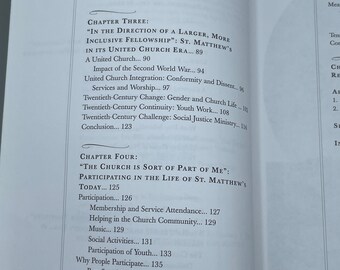 Chapter Three:
"In the Direction of a Larger, More
Inclusive Fellowship": St. Matthew's
in its United Church Era... 89
A United Church... 90
Impact of the Second World War... 94
United Church Integration: Conformity and Dissent...
Services and Worship... 97
Twentieth-Century Change: Gender and Church Life ...
Twentieth-Century Continuity: Youth Work... 108
Twentieth-Century Challenge: Social Justice Ministry...
Conclusion... 123
Chapter Four:
"The Church is Sort of Part of Me":
Participating in the Life of St. Matthew's
Today... 125
Participation... 126
Membership and Service Attendance... 127
Helping in the Church Community... 129
Music... 129
Social Activities... 131
Participation of Youth... 133
Why People Participate... 135